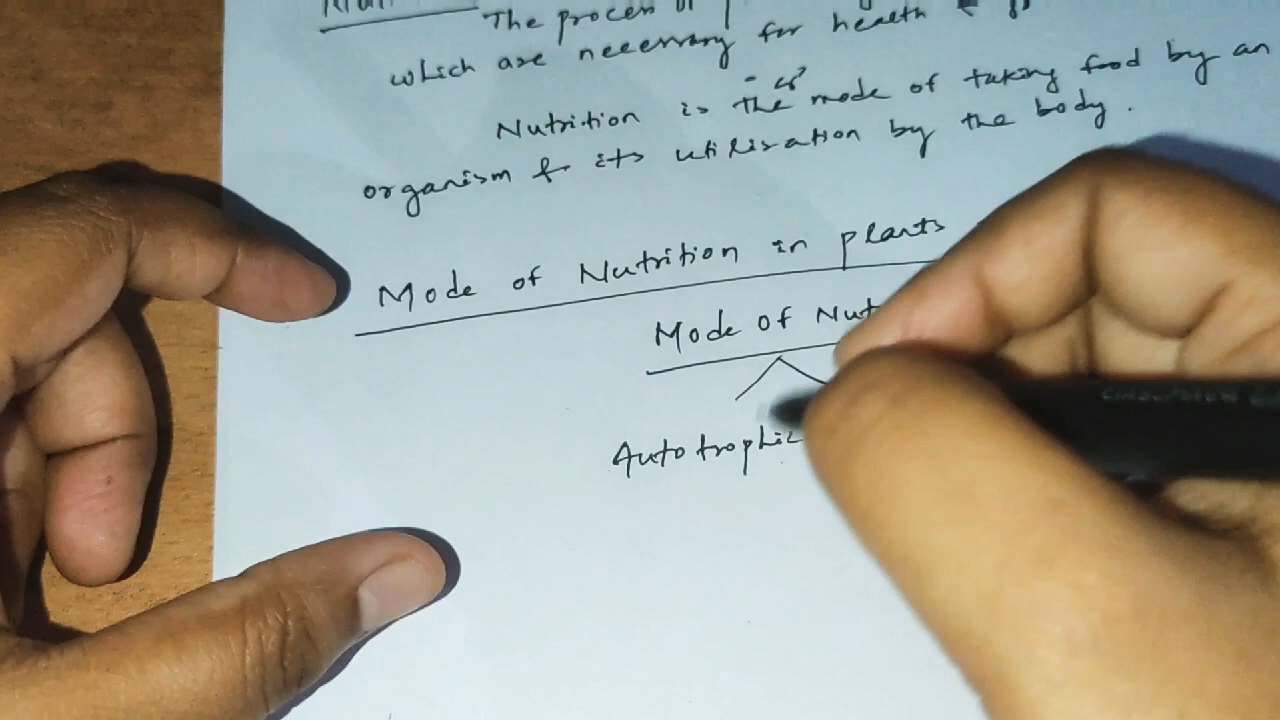 The process of
which are necessary for health &
Nutrition is the mode of taking food by an
organism & its utilisation by the body.
Mode of Nutrition in plants
Mode of Nut
Autotrophic